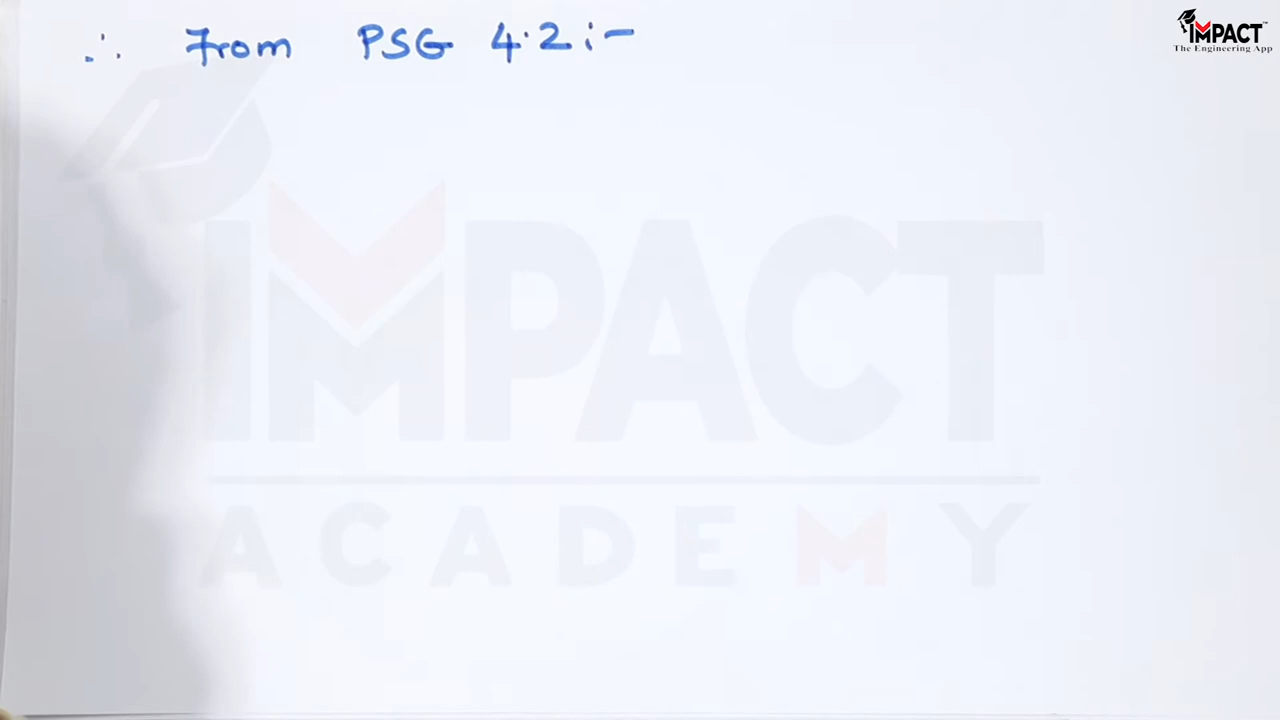 ∴ From PSG 4.2 :-
IMPACT
The Engineering App
IMPACT
ACADEMY